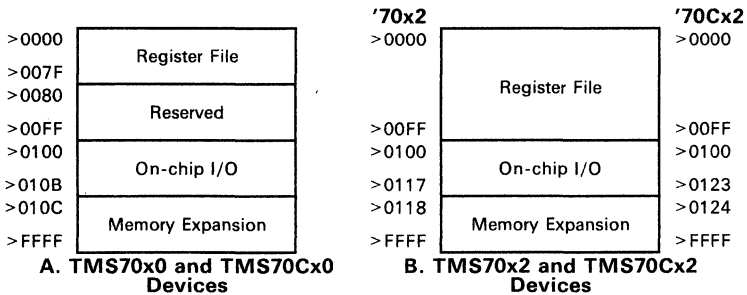 '70x2 '70Cx2
>0000 >0000 >0000
Register File
>007F
>0080
Register File
Reserved
>00FF >00FF >00FF
>0100 >0100 >0100
On-chip I/O On-chip I/O
>010B >0117 >0123
>010C >0118 >0124
Memory Expansion Memory Expansion
>FFFF >FFFF >FFFF
A. TMS70x0 and TMS70Cx0 B. TMS70x2 and TMS70Cx2
Devices Devices